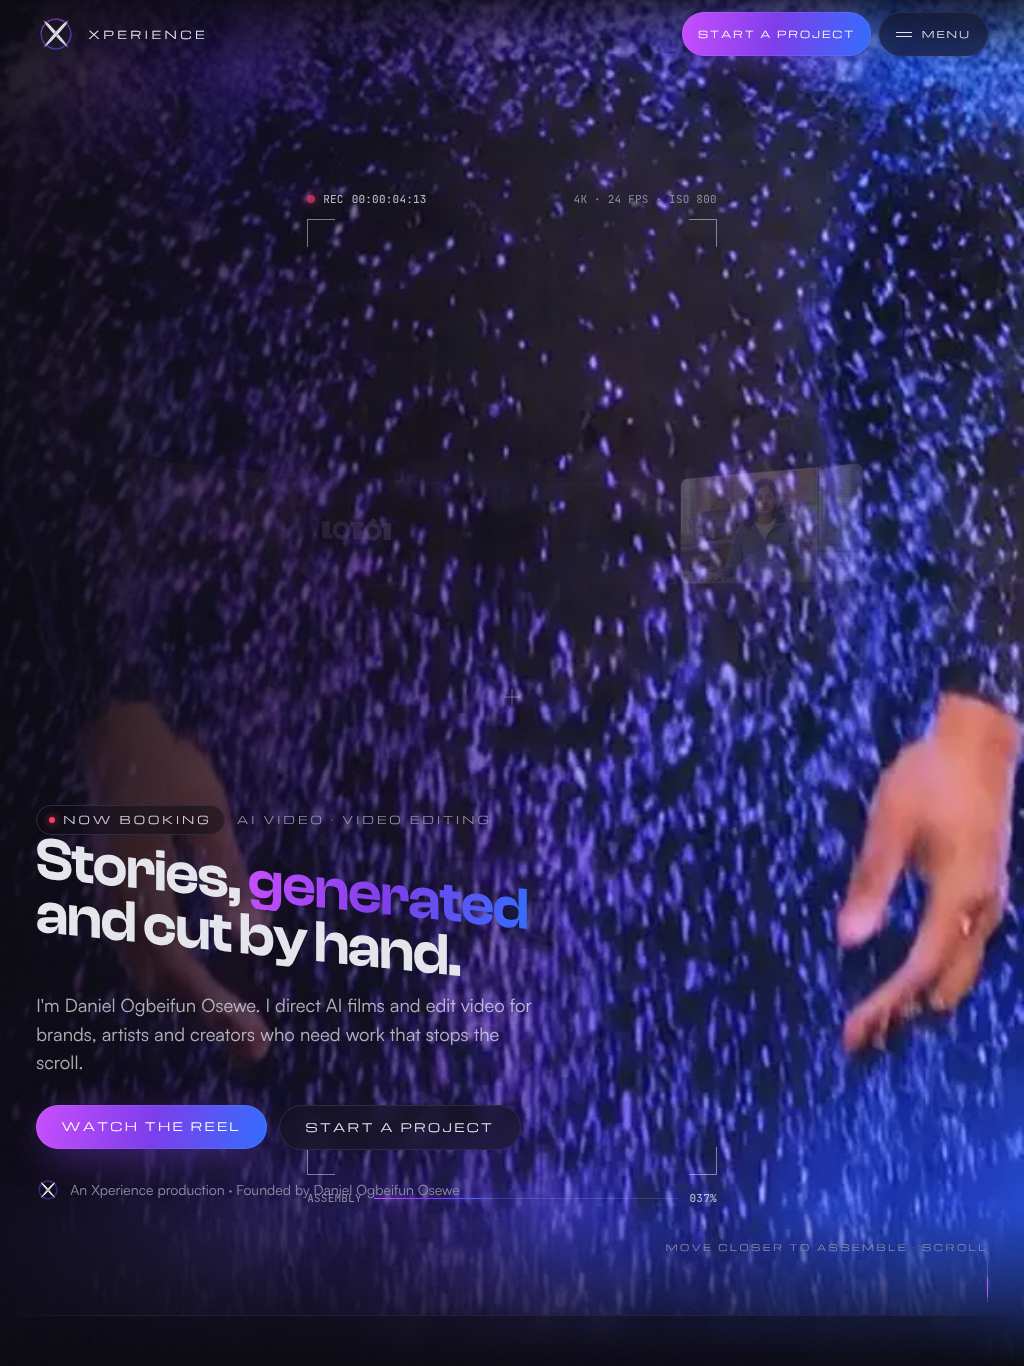 XPERIENCE
START A PROJECT
MENU
REC 00:00:04:13
4K · 24 FPS · ISO 800
NOW BOOKING
AI VIDEO · VIDEO EDITING
Stories, generated
and cut by hand.
I'm Daniel Ogbeifun Osewe. I direct AI films and edit video for
brands, artists and creators who need work that stops the
scroll.
WATCH THE REEL
START A PROJECT
An Xperience production · Founded by Daniel Ogbeifun Osewe
ASSEMBLY
037%
MOVE CLOSER TO ASSEMBLE · SCROLL